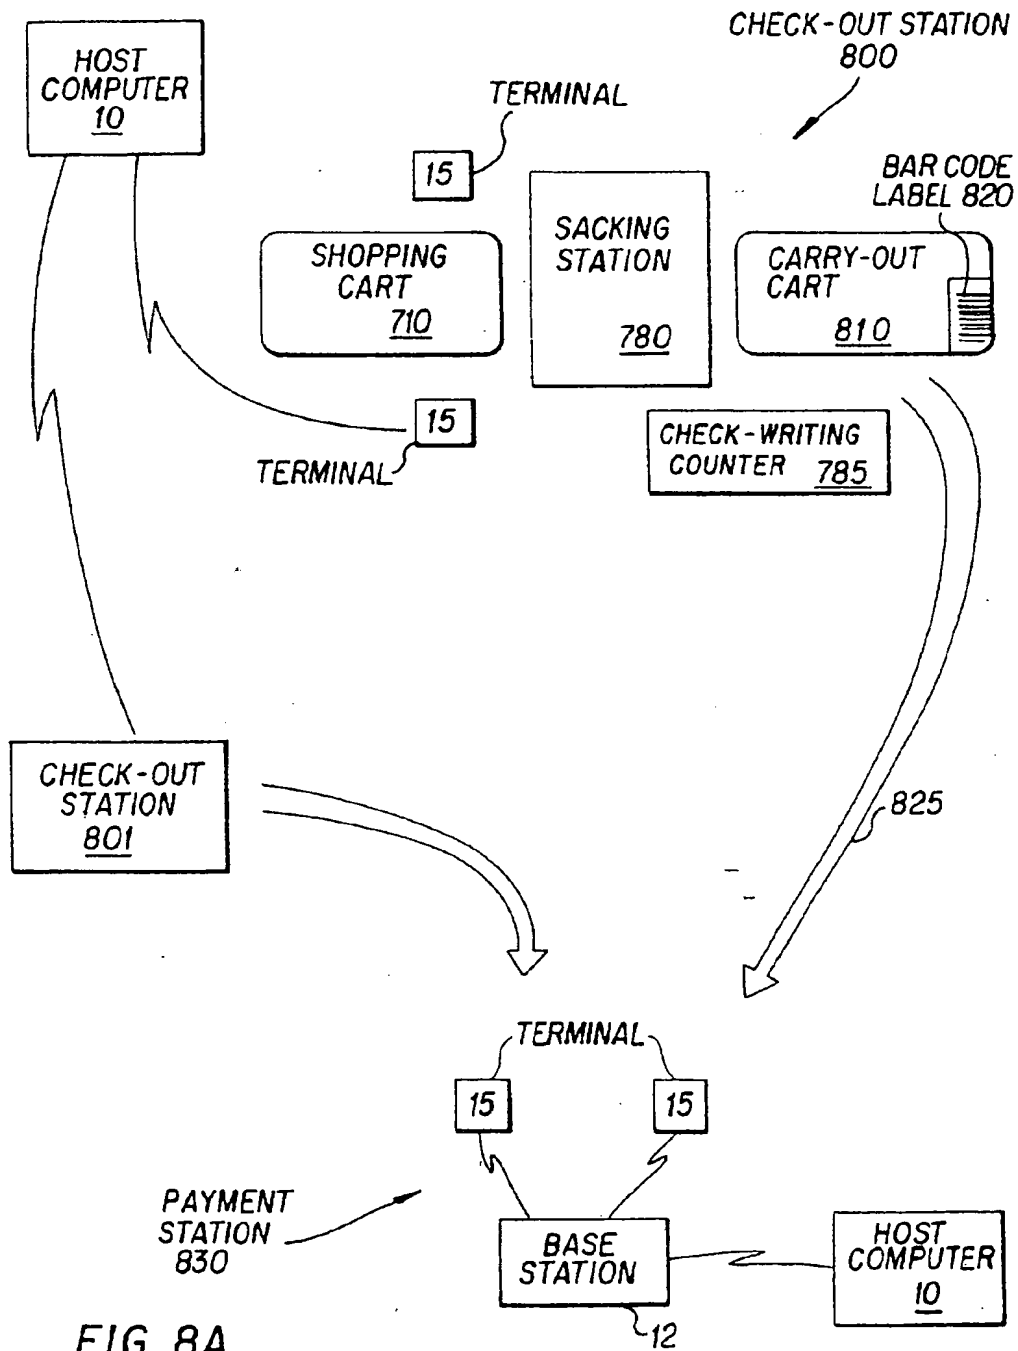 CHECK-OUT STATION
800
HOST
COMPUTER
10
TERMINAL
15
BAR CODE
LABEL 820
SHOPPING
CART
710
SACKING
STATION
780
CARRY-OUT
CART
810
15
TERMINAL
CHECK-WRITING
COUNTER 785
CHECK-OUT
STATION
801
825
TERMINAL
15
15
PAYMENT
STATION
830
BASE
STATION
12
HOST
COMPUTER
10
FIG. 8A